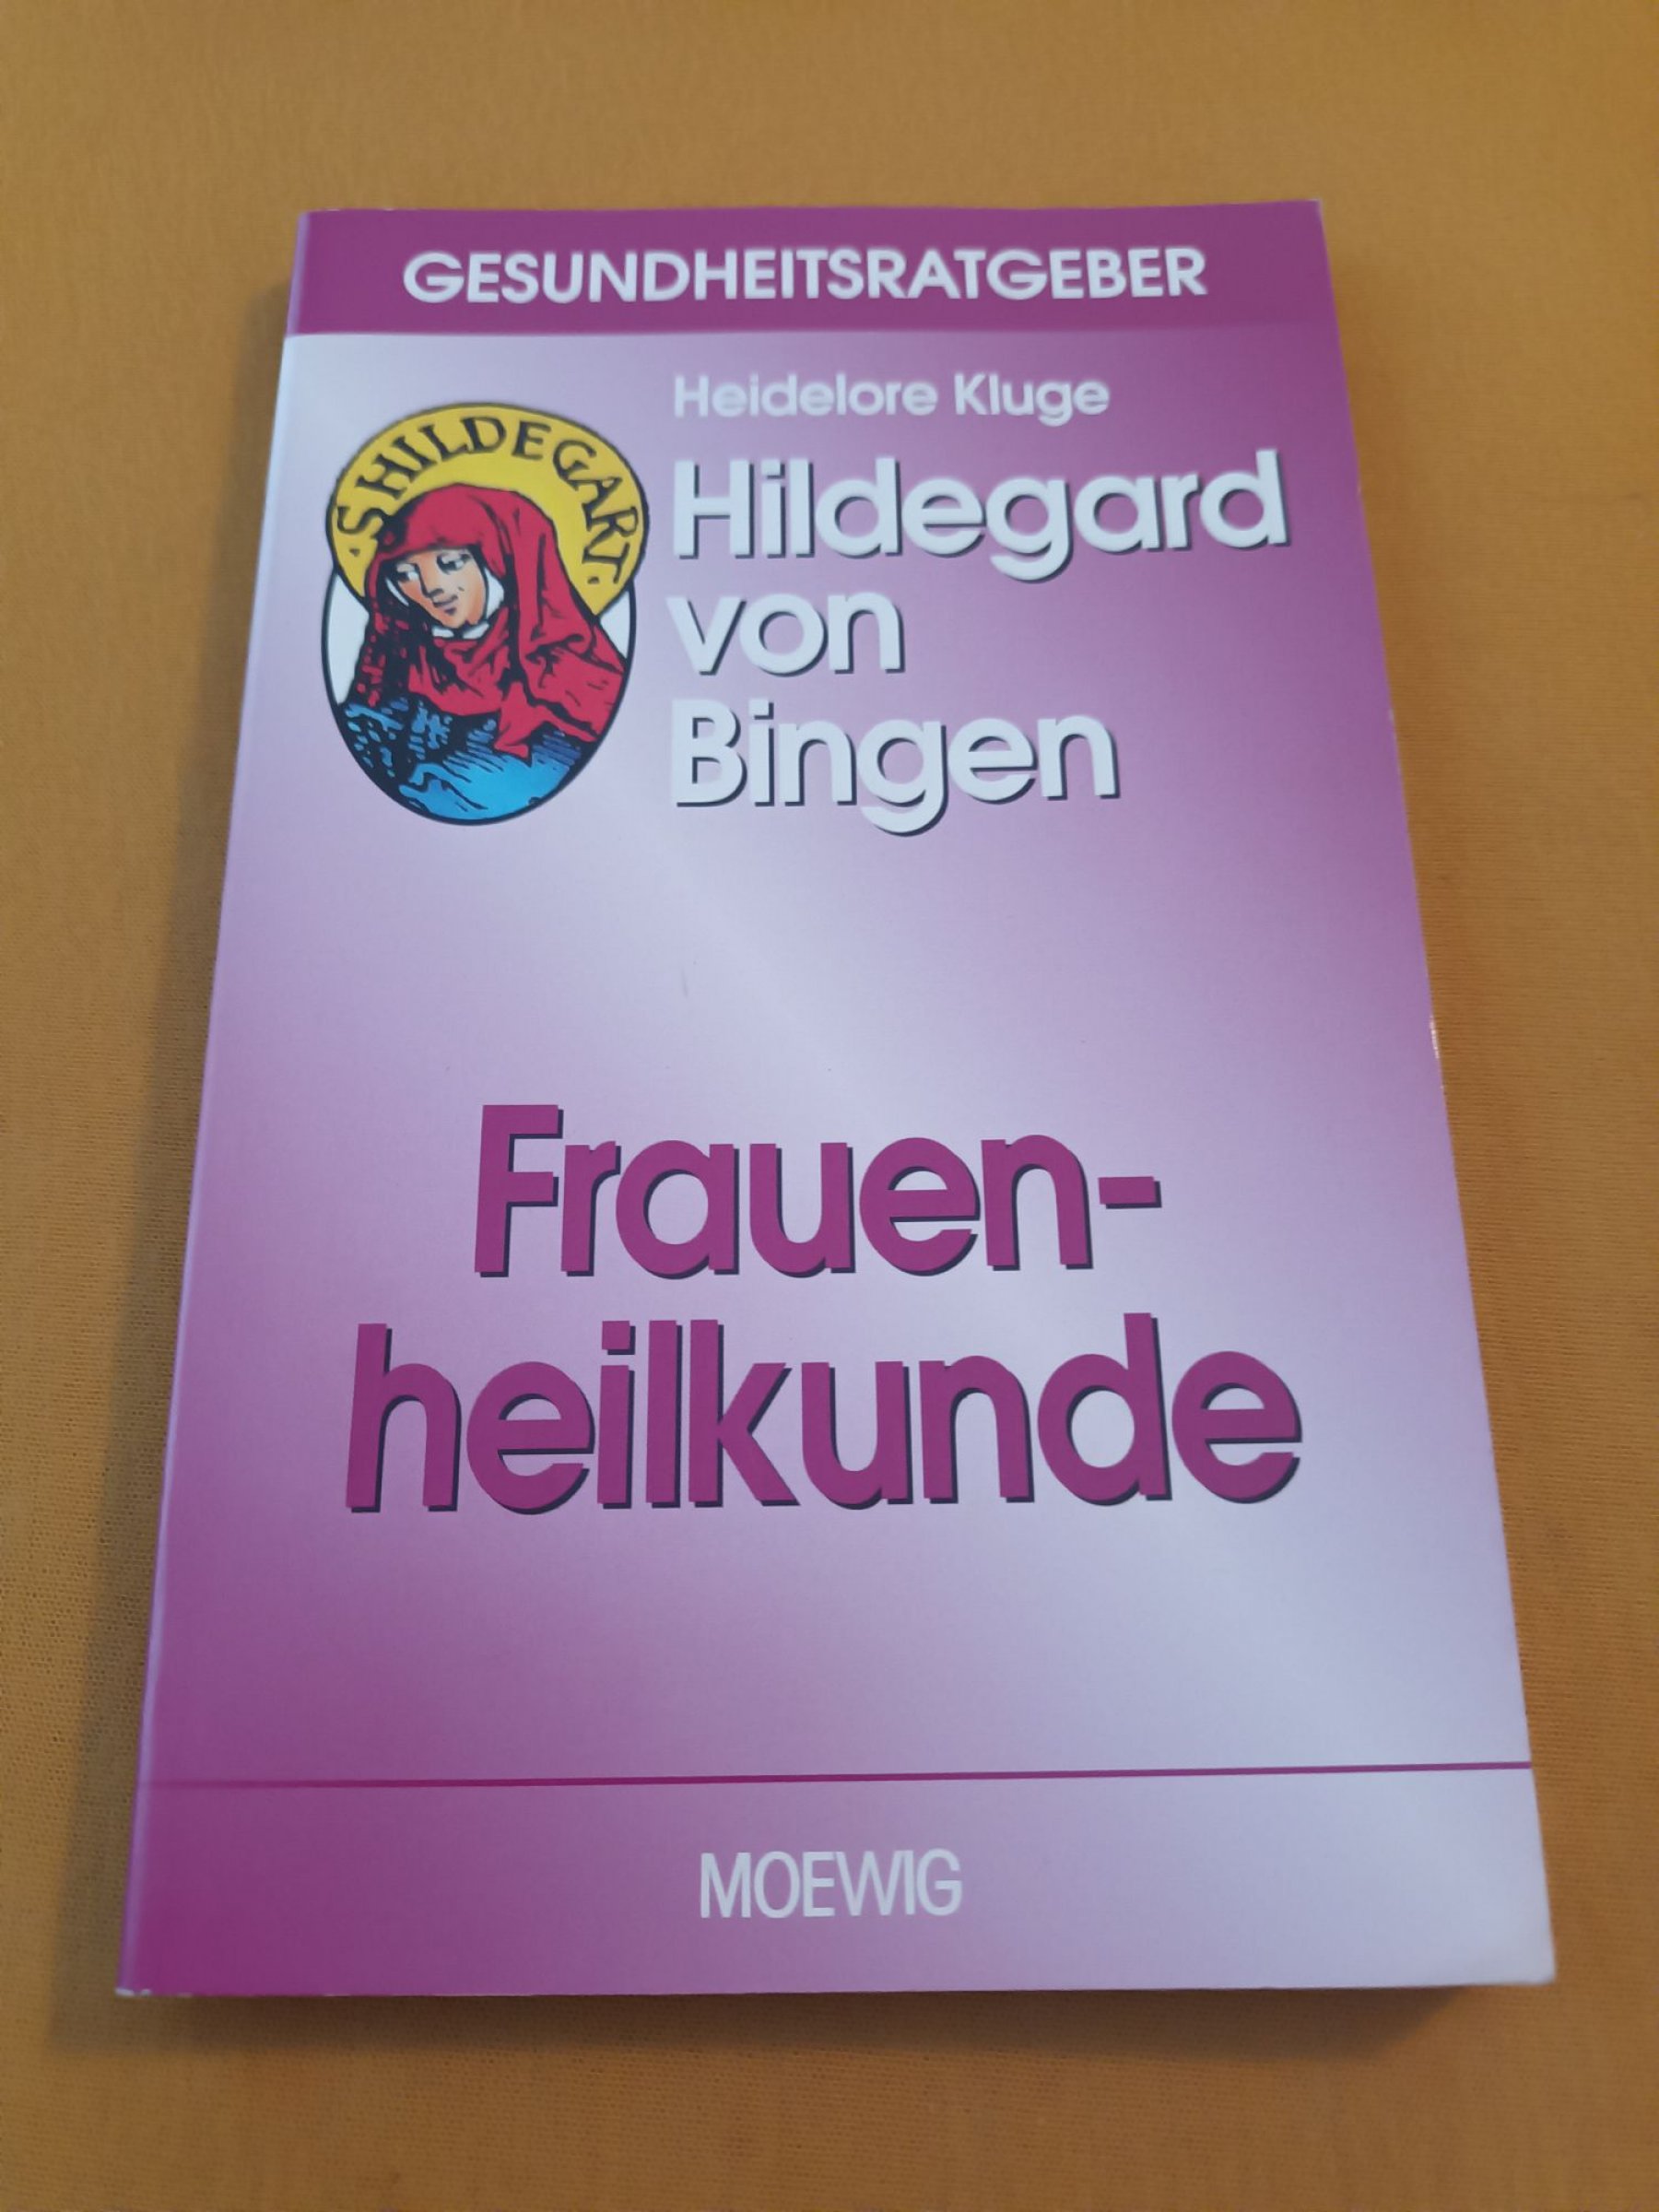 GESUNDHEITSRATGEBER
Heidelore Kluge
·S·HILDEGART·
Hildegard
von
Bingen
Frauen-
heilkunde
MOEWIG